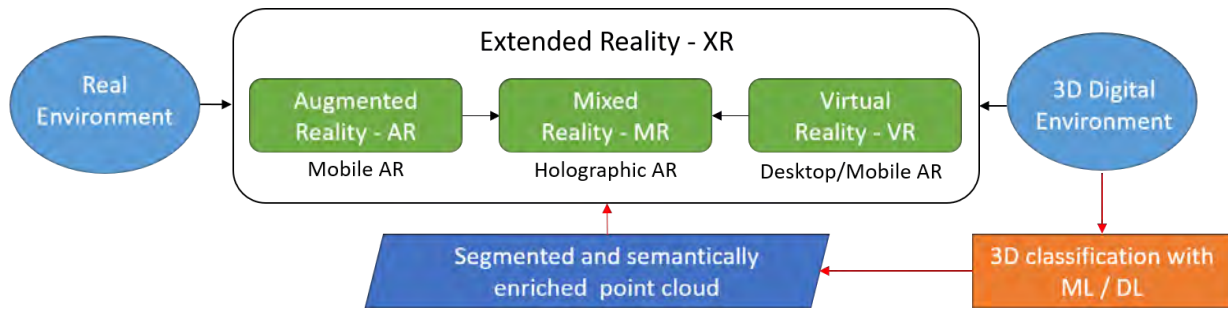 Extended Reality - XR
Real
Environment
Augmented
Reality - AR
Mixed
Reality - MR
Virtual
Reality - VR
3D Digital
Environment
Mobile AR
Holographic AR
Desktop/Mobile AR
Segmented and semantically
enriched point cloud
3D classification with
ML / DL